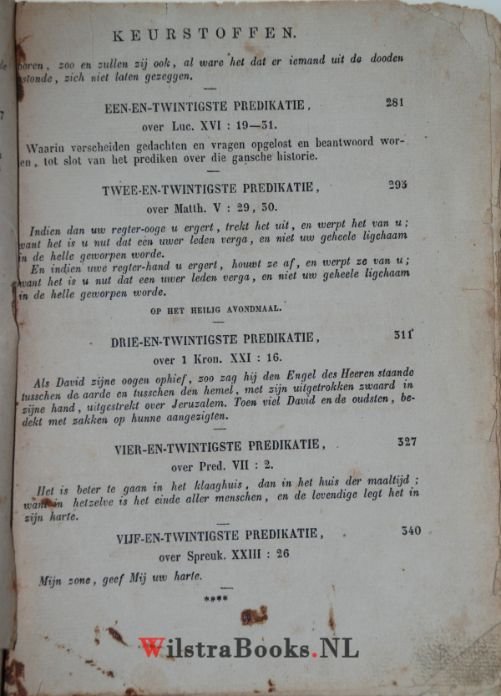 KEURSTOFFEN.
boren, zoo en zullen zij ook, al ware het dat er iemand uit de dooden
stonde, zich niet laten gezeggen.
EEN-EN-TWINTIGSTE PREDIKATIE, 281
over Luc. XVI : 19—31.
Waarin verscheiden gedachten en vragen opgelost en beantwoord wor-
en, tot slot van het prediken over die gansche historie.
TWEE-EN-TWINTIGSTE PREDIKATIE, 293
over Matth. V : 29, 30.
Indien dan uw regter-ooge u ergert, trekt het uit, en werpt het van u;
want het is u nut dat een uwer leden verga, en niet uw geheele ligchaam
in de helle geworpen worde.
En indien uwe regter-hand u ergert, houwt ze af, en werpt ze van u;
want het is u nut dat een uwer leden verga, en niet uw geheele ligchaam
in de helle geworpen worde.
OP HET HEILIG AVONDMAAL.
DRIE-EN-TWINTIGSTE PREDIKATIE, 311
over 1 Kron. XXI : 16.
Als David zijne oogen ophief, zoo zag hij den Engel des Heeren staande
tusschen de aarde en tusschen den hemel, met zijn uitgetrokken zwaard in
zijne hand, uitgestrekt over Jeruzalem. Toen viel David en de oudsten, be-
dekt met zakken op hunne aangezigten.
VIER-EN-TWINTIGSTE PREDIKATIE, 327
over Pred. VII : 2.
Het is beter te gaan in het klaaghuis, dan in het huis der maaltijd;
want in hetzelve is het einde aller menschen, en de levendige legt het in
zijn harte.
VIJF-EN-TWINTIGSTE PREDIKATIE, 340
over Spreuk. XXIII : 26
Mijn zone, geef Mij uw harte.
****
WilstraBooks.NL